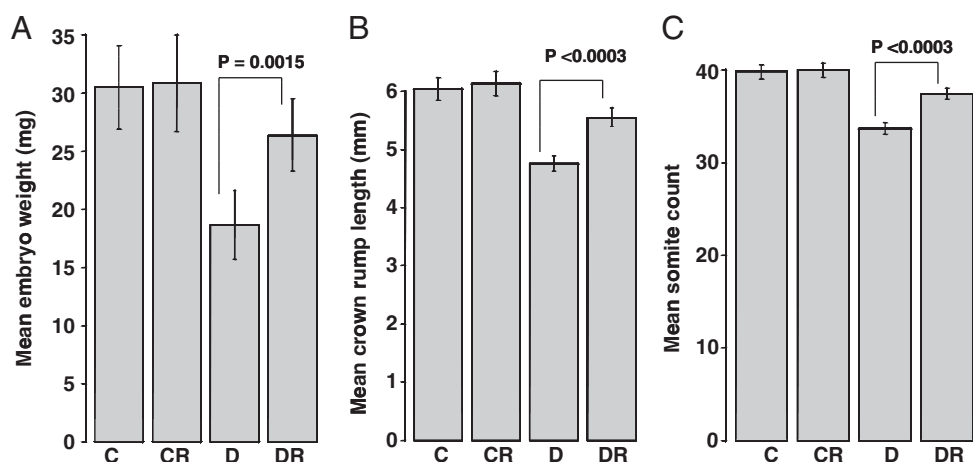 A
Mean embryo weight (mg)
35
30
25
20
15
10
5
0
P = 0.0015
C CR D DR
B
Mean crown rump length (mm)
6
5
4
3
2
1
0
P <0.0003
C CR D DR
C
Mean somite count
40
30
20
10
0
P <0.0003
C CR D DR